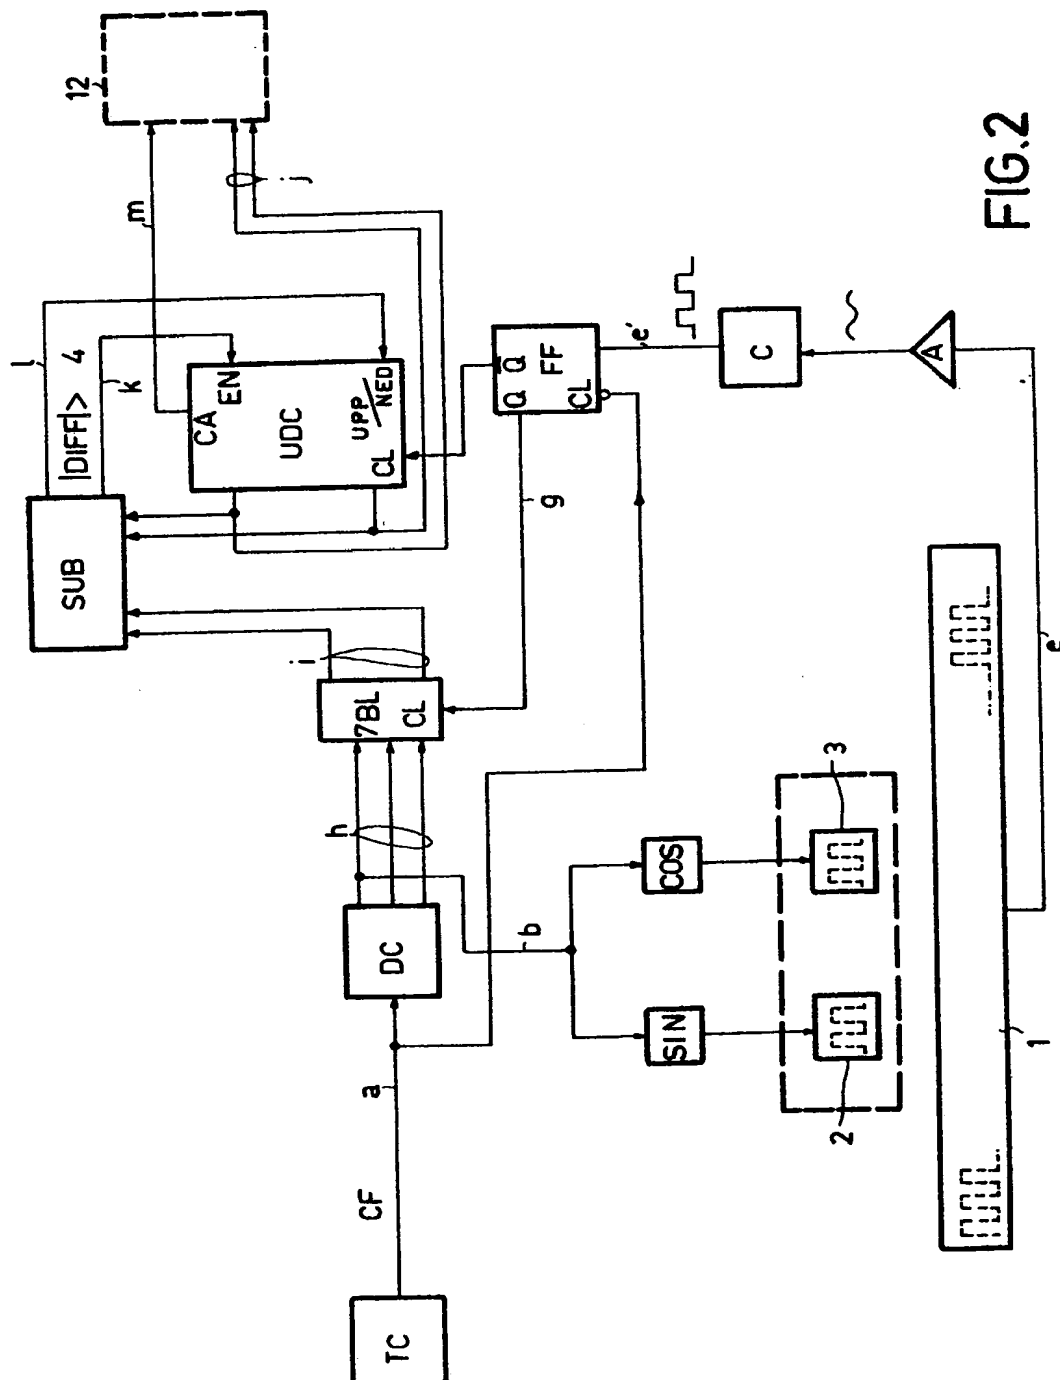 12
m
j
l
|DIFF|> 4
k
CA
EN
UDC
UPP/NED
CL
SUB
i
7BL
CL
h
g
Q
Q̅
FF
CL
e'
C
A
e
DC
b
a
CF
TC
SIN
COS
2
3
1
FIG.2